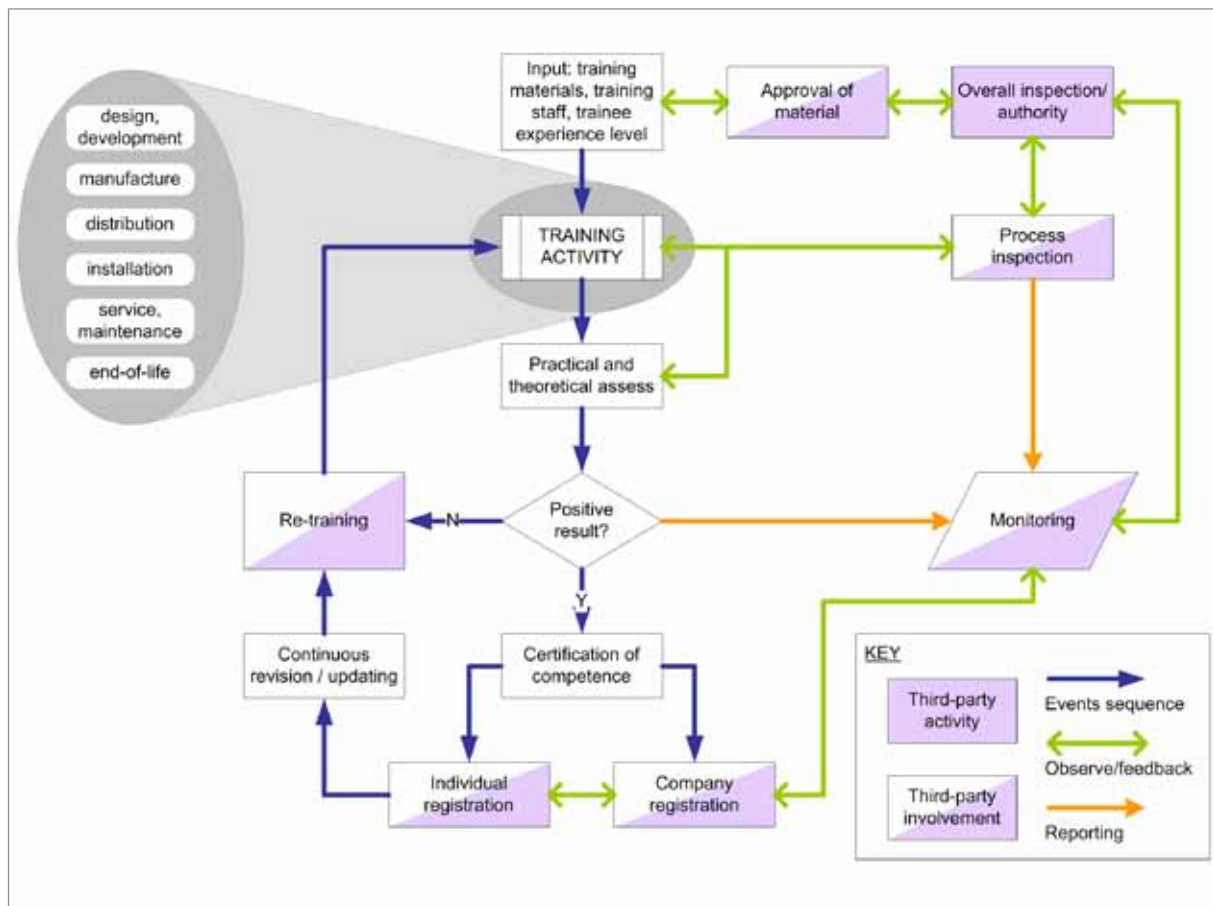 design,
development
manufacture
distribution
installation
service,
maintenance
end-of-life
Input: training
materials, training
staff, trainee
experience level
Approval of
material
Overall inspection/
authority
TRAINING
ACTIVITY
Process
inspection
Practical and
theoretical assess
Re-training
N
Positive
result?
Monitoring
Y
Continuous
revision / updating
Certification of
competence
Individual
registration
Company
registration
KEY
Third-party
activity
Events sequence
Observe/feedback
Third-party
involvement
Reporting